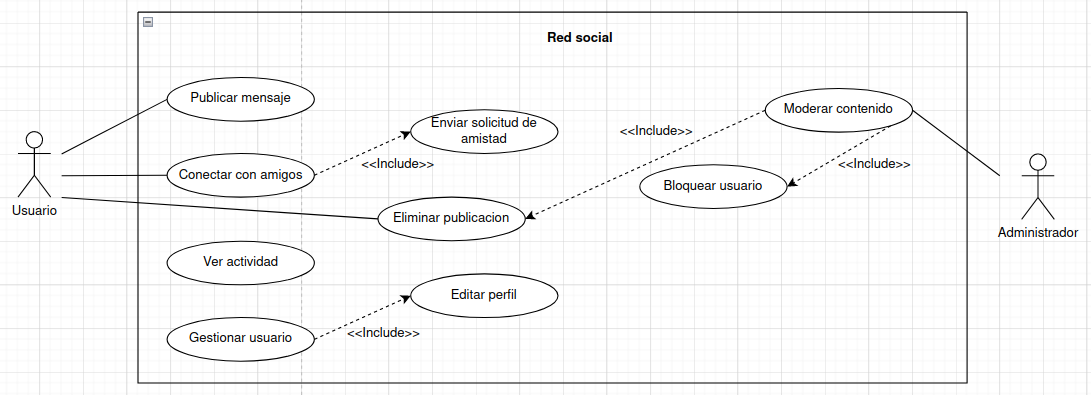 Red social
Publicar mensaje
Moderar contenido
Enviar solicitud de
amistad
<<Include>>
<<Include>>
<<Include>>
Conectar con amigos
Bloquear usuario
Usuario
Eliminar publicacion
Administrador
Ver actividad
Editar perfil
Gestionar usuario
<<Include>>